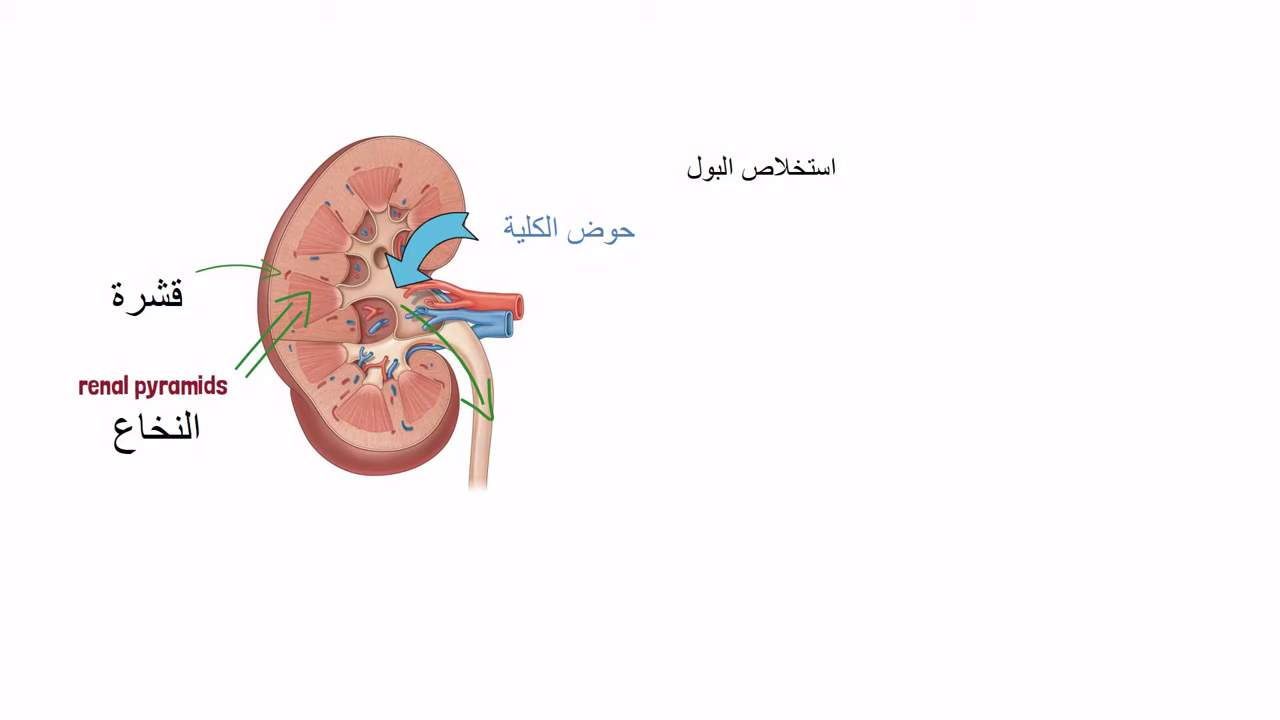 استخلاص البول
حوض الكلية
قشرة
renal pyramids
النخاع